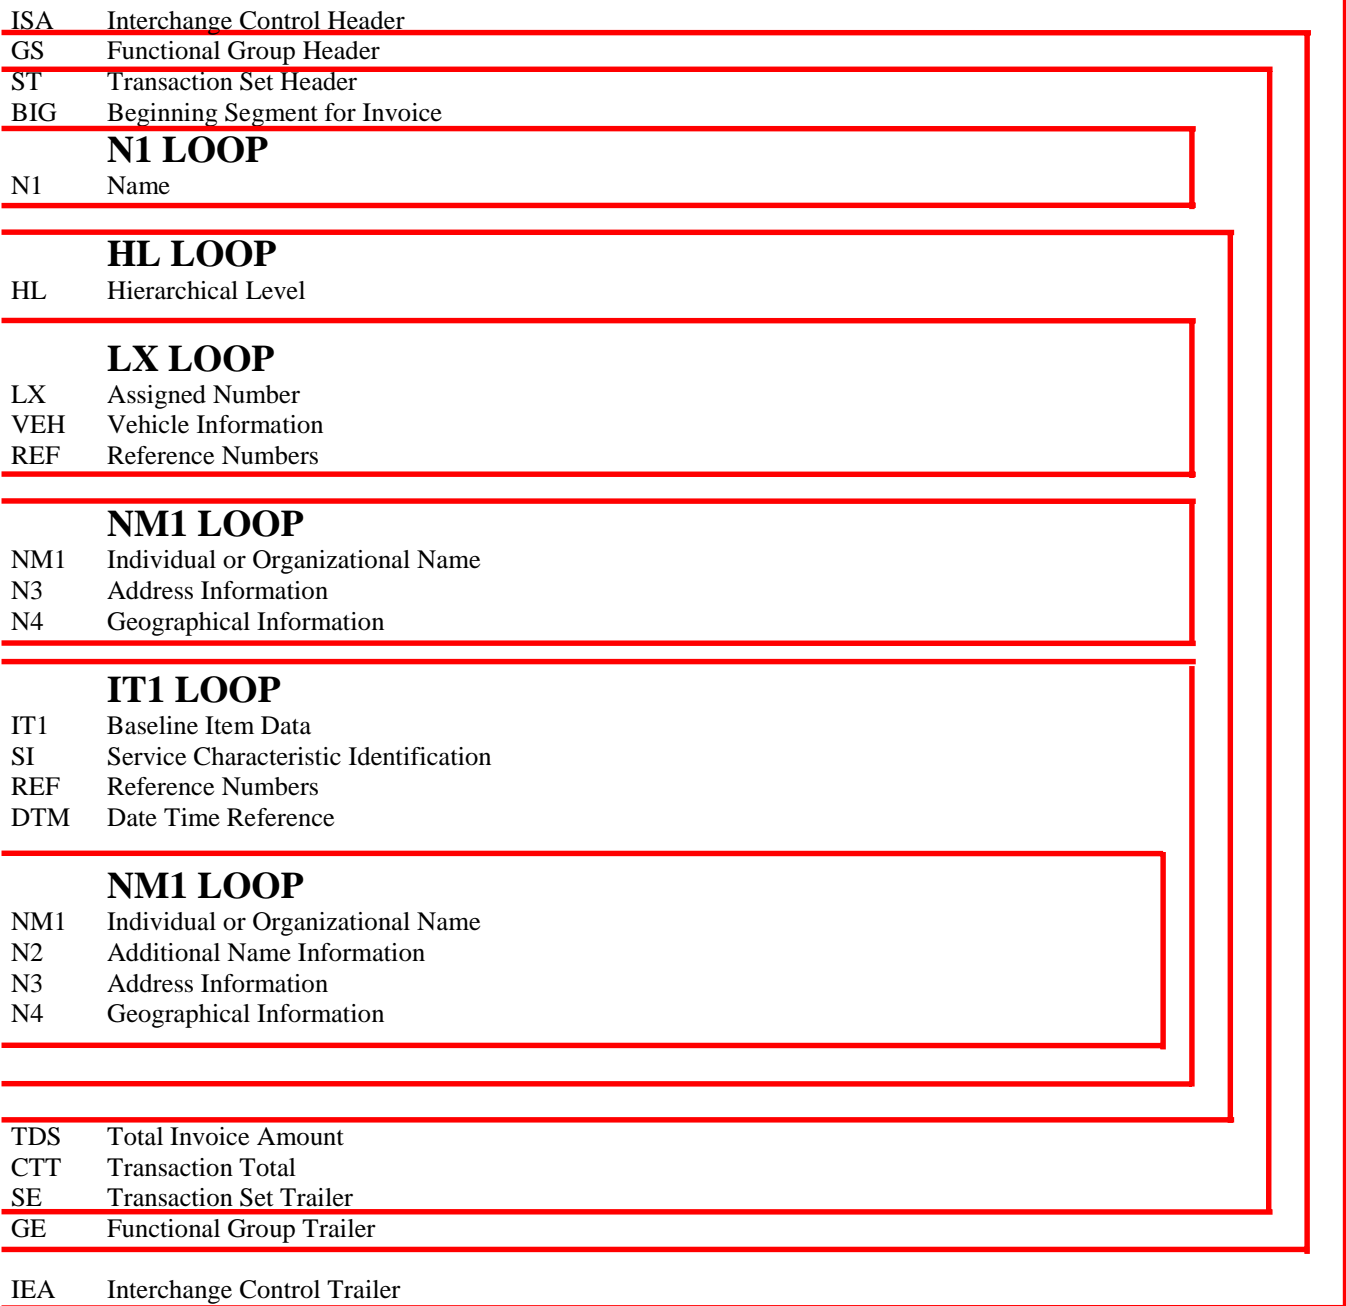 ISA Interchange Control Header
GS Functional Group Header
ST Transaction Set Header
BIG Beginning Segment for Invoice
N1 LOOP
N1 Name
HL LOOP
HL Hierarchical Level
LX LOOP
LX Assigned Number
VEH Vehicle Information
REF Reference Numbers
NM1 LOOP
NM1 Individual or Organizational Name
N3 Address Information
N4 Geographical Information
IT1 LOOP
IT1 Baseline Item Data
SI Service Characteristic Identification
REF Reference Numbers
DTM Date Time Reference
NM1 LOOP
NM1 Individual or Organizational Name
N2 Additional Name Information
N3 Address Information
N4 Geographical Information
TDS Total Invoice Amount
CTT Transaction Total
SE Transaction Set Trailer
GE Functional Group Trailer
IEA Interchange Control Trailer